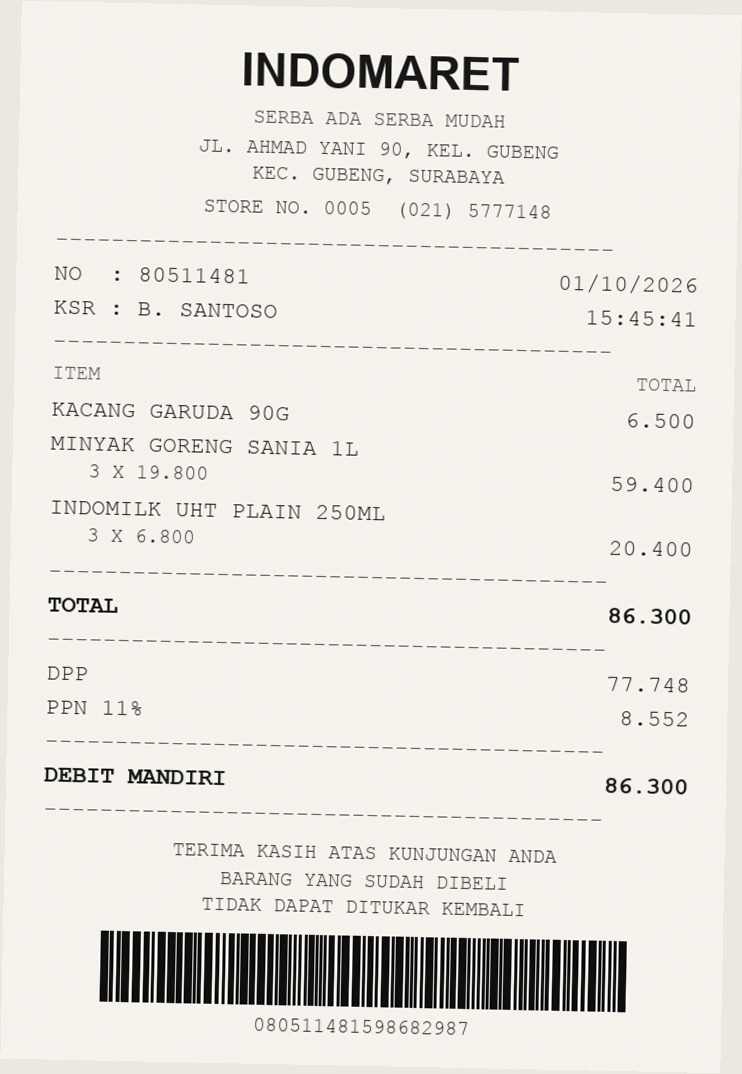 INDOMARET
SERBA ADA SERBA MUDAH
JL. AHMAD YANI 90, KEL. GUBENG
KEC. GUBENG, SURABAYA
STORE NO. 0005 (021) 5777148
NO : 80511481 01/10/2026
KSR : B. SANTOSO 15:45:41
ITEM TOTAL
KACANG GARUDA 90G 6.500
MINYAK GORENG SANIA 1L
3 X 19.800 59.400
INDOMILK UHT PLAIN 250ML
3 X 6.800 20.400
TOTAL 86.300
DPP 77.748
PPN 11% 8.552
DEBIT MANDIRI 86.300
TERIMA KASIH ATAS KUNJUNGAN ANDA
BARANG YANG SUDAH DIBELI
TIDAK DAPAT DITUKAR KEMBALI
080511481598682987